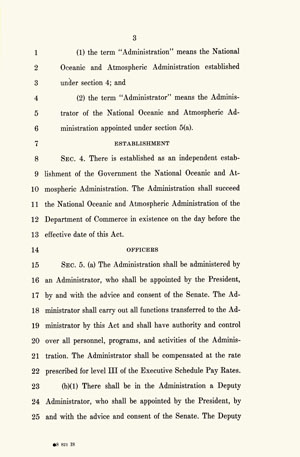 3
1 (1) the term "Administration" means the National
2 Oceanic and Atmospheric Administration established
3 under section 4; and
4 (2) the term "Administrator" means the Adminis-
5 trator of the National Oceanic and Atmospheric Ad-
6 ministration appointed under section 5(a).
7 ESTABLISHMENT
8 SEC. 4. There is established as an independent estab-
9 lishment of the Government the National Oceanic and At-
10 mospheric Administration. The Administration shall succeed
11 the National Oceanic and Atmospheric Administration of the
12 Department of Commerce in existence on the day before the
13 effective date of this Act.
14 OFFICERS
15 SEC. 5. (a) The Administration shall be administered by
16 an Administrator, who shall be appointed by the President,
17 by and with the advice and consent of the Senate. The Ad-
18 ministrator shall carry out all functions transferred to the Ad-
19 ministrator by this Act and shall have authority and control
20 over all personnel, programs, and activities of the Adminis-
21 tration. The Administrator shall be compensated at the rate
22 prescribed for level III of the Executive Schedule Pay Rates.
23 (b)(1) There shall be in the Administration a Deputy
24 Administrator, who shall be appointed by the President, by
25 and with the advice and consent of the Senate. The Deputy
●S 821 IS